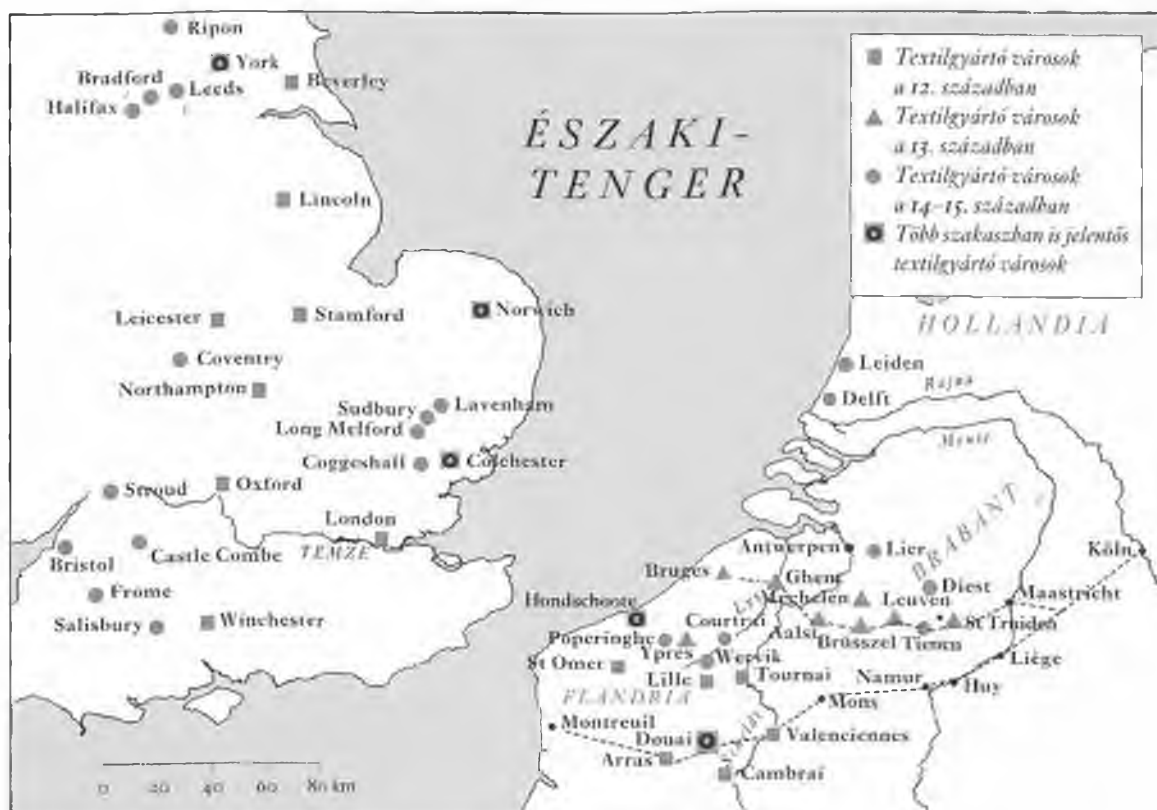 Ripon
York
Bradford
Leeds
Beverley
Halifax
Lincoln
ÉSZAKI-
TENGER
Textilgyártó városok
a 12. században
Textilgyártó városok
a 13. században
Textilgyártó városok
a 14–15. században
Több szakaszban is jelentős
textilgyártó városok
Leicester
Stamford
Norwich
HOLLANDIA
Coventry
Leiden
Northampton
Rajna
Delft
Sudbury
Lavenham
Long Melford
Coggeshall
Colchester
Stroud
Oxford
London
TEMZE
BRABANT
Bristol
Castle Combe
Antwerpen
Lier
Köln
Frome
Bruges
Ghent
Mechelen
Leuven
Diest
Maastricht
Salisbury
Winchester
Hondschoote
Courtrai
Aalst
St Truiden
Poperinghe
Ypres
Brüsszel
Tienen
St Omer
Wervik
Lille
Tournai
Liège
FLANDRIA
Namur
Huy
Mons
Montreuil
Douai
Valenciennes
Arras
Cambrai
0 20 40 60 80 km